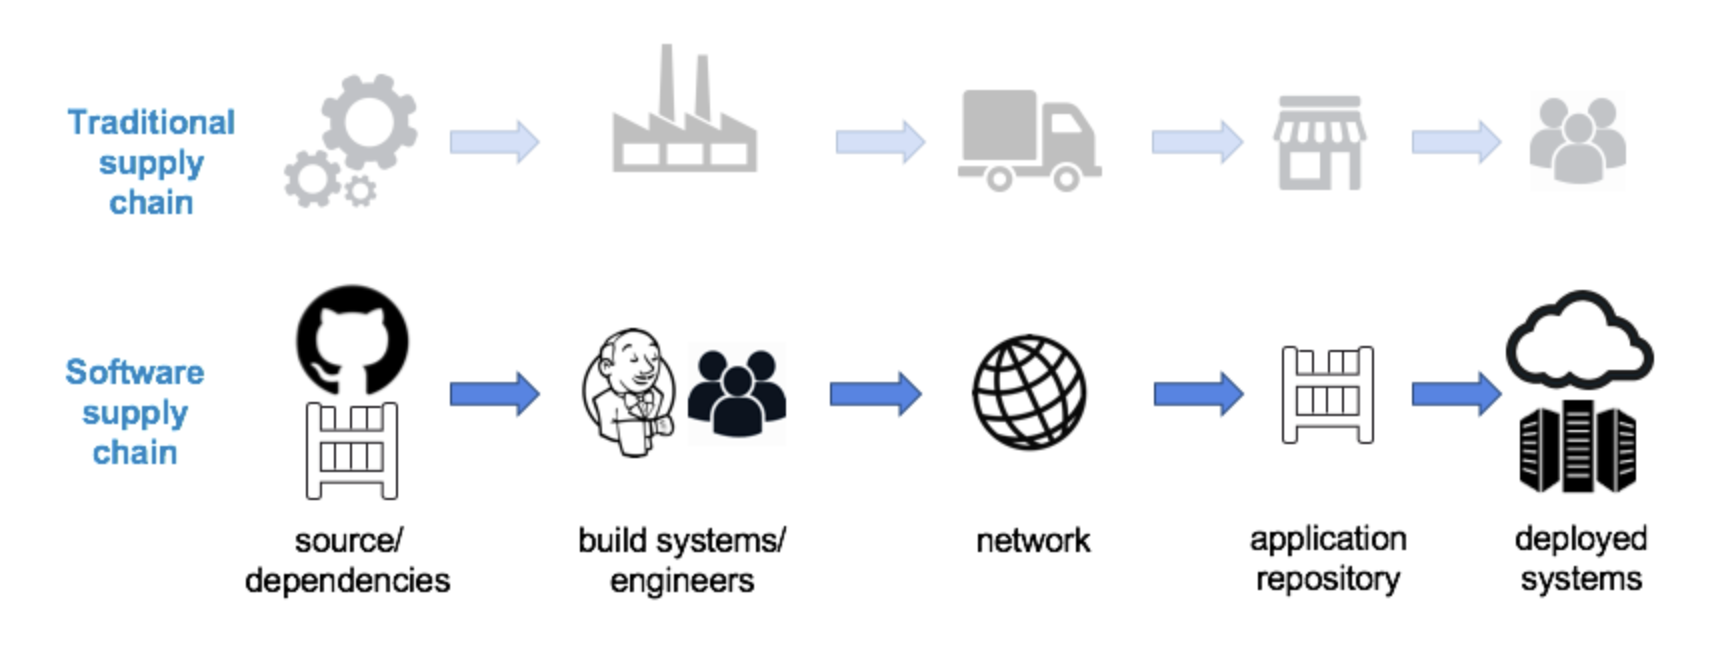 Traditional
supply
chain
Software
supply
chain
source/
dependencies
build systems/
engineers
network
application
repository
deployed
systems